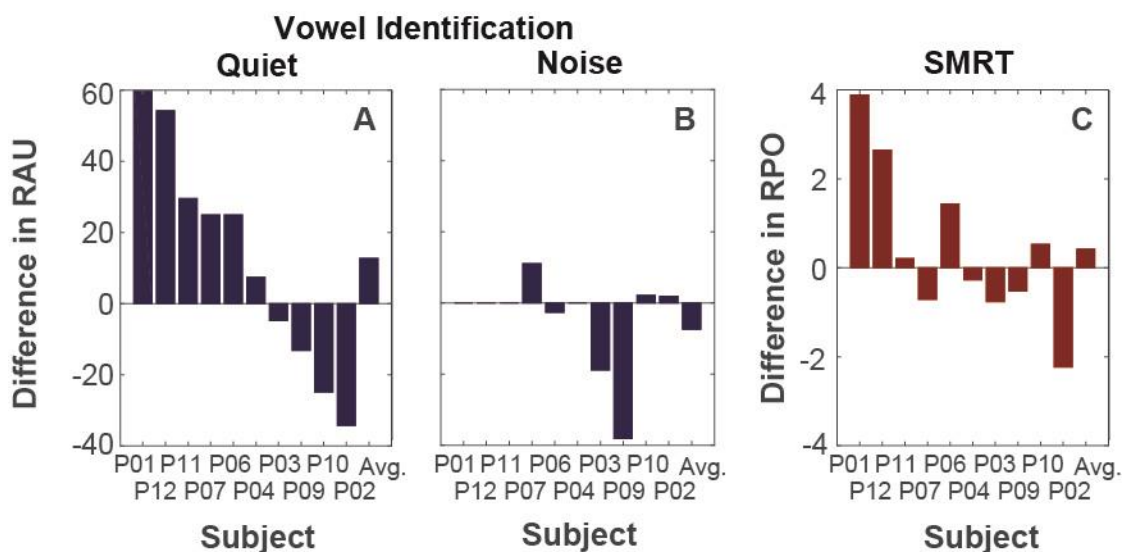 Vowel Identification
Quiet
Noise
SMRT
Difference in RAU
60
40
20
0
-20
-40
A
P01 P11 P06 P03 P10 Avg.
P12 P07 P04 P09 P02
Subject
B
P01 P11 P06 P03 P10 Avg.
P12 P07 P04 P09 P02
Subject
Difference in RPO
4
2
0
-2
-4
C
P01 P11 P06 P03 P10 Avg.
P12 P07 P04 P09 P02
Subject